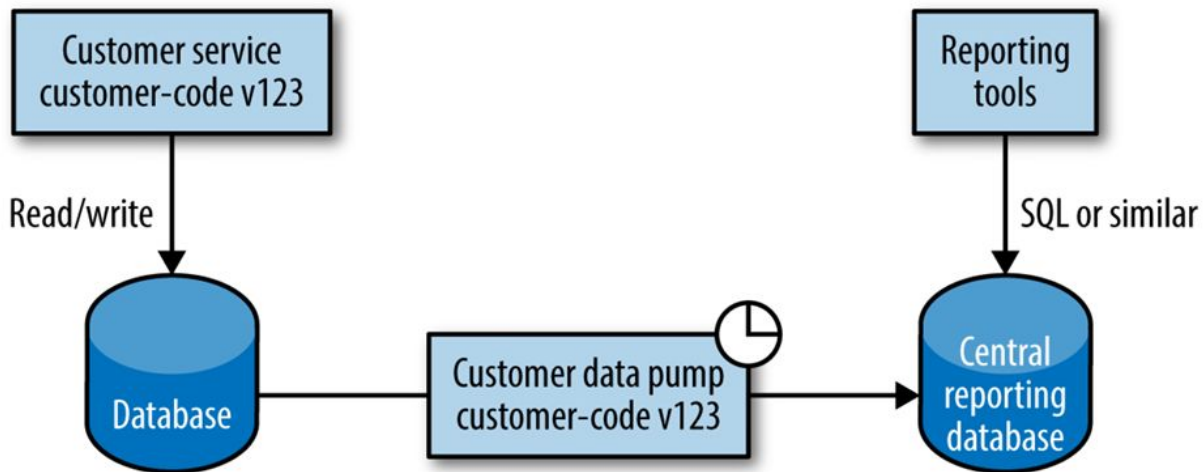 Customer service
customer-code v123
Reporting
tools
Read/write
SQL or similar
Database
Customer data pump
customer-code v123
Central
reporting
database